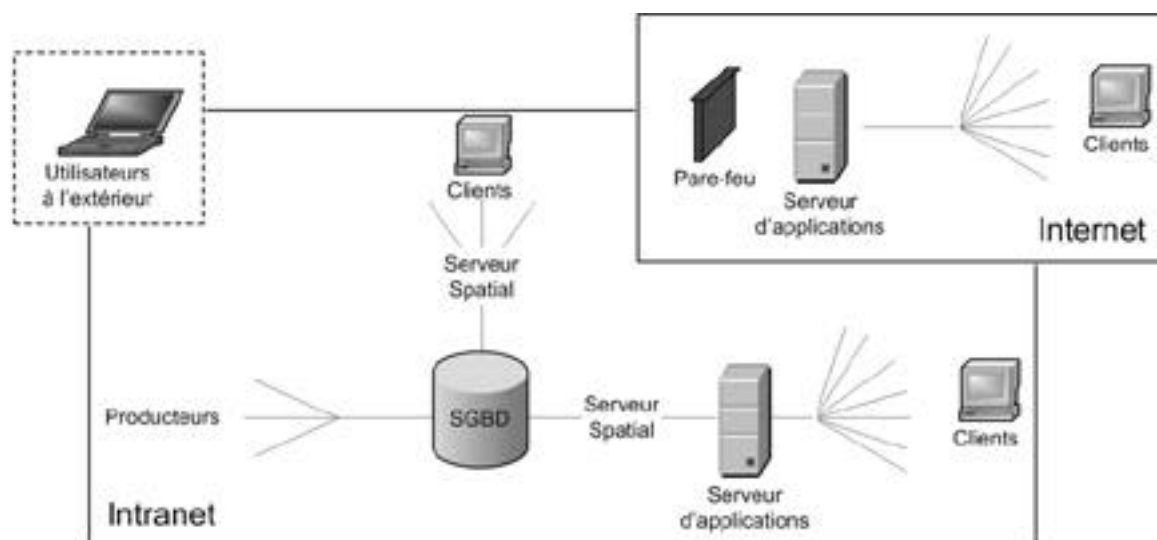 Utilisateurs
à l'extérieur
Clients
Serveur
Spatial
Pare-feu
Serveur
d'applications
Clients
Internet
Producteurs
SGBD
Serveur
Spatial
Serveur
d'applications
Clients
Intranet